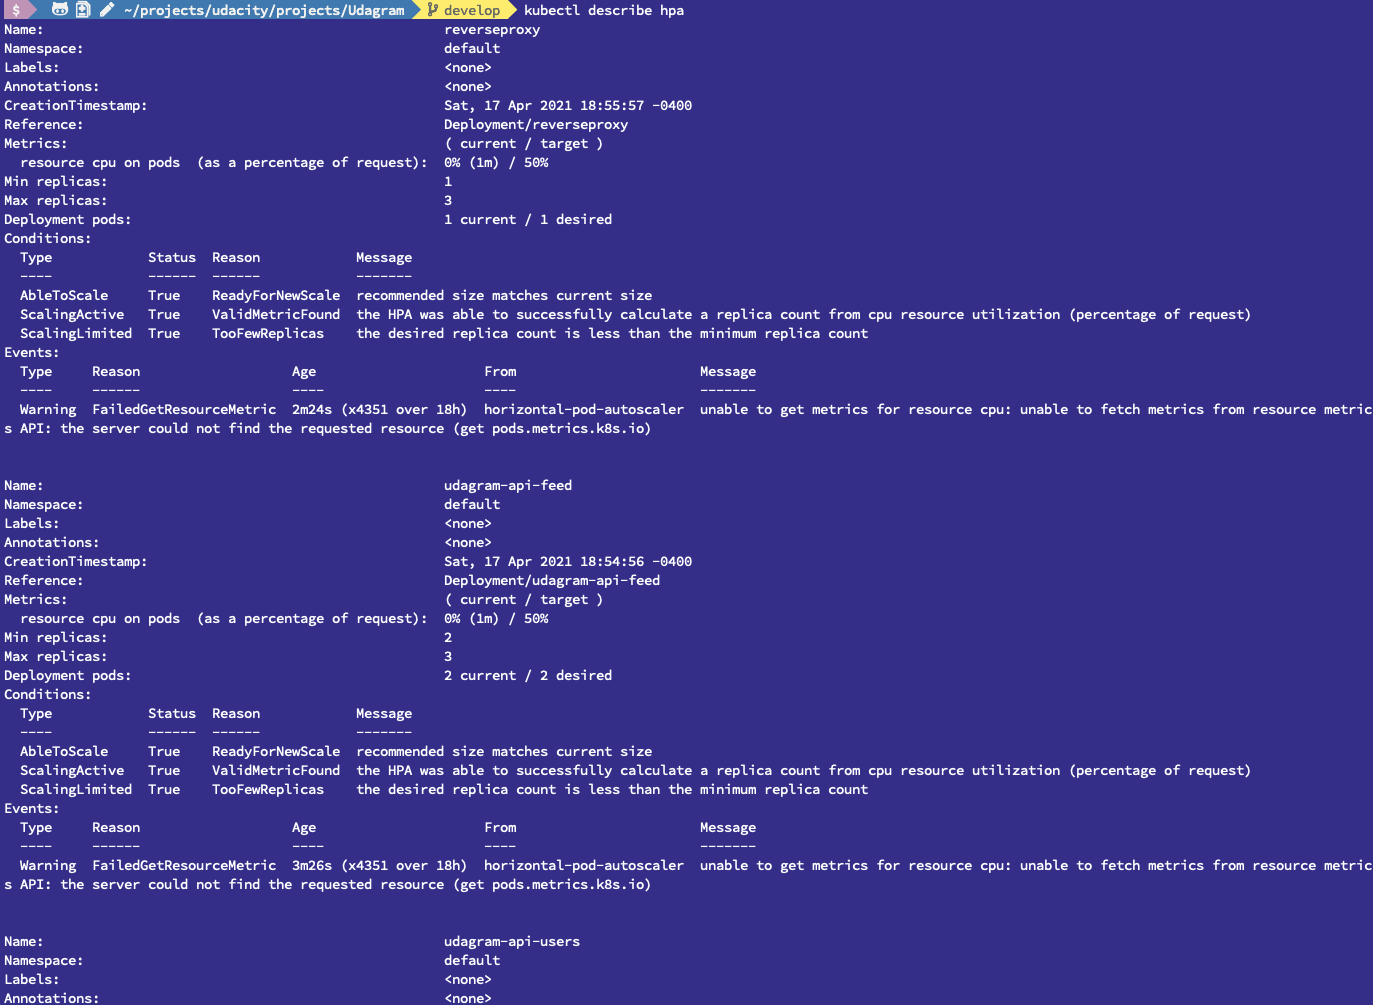 $ ~/projects/udacity/projects/Udagram develop kubectl describe hpa
Name: reverseproxy
Namespace: default
Labels: <none>
Annotations: <none>
CreationTimestamp: Sat, 17 Apr 2021 18:55:57 -0400
Reference: Deployment/reverseproxy
Metrics: ( current / target )
resource cpu on pods (as a percentage of request): 0% (1m) / 50%
Min replicas: 1
Max replicas: 3
Deployment pods: 1 current / 1 desired
Conditions:
Type Status Reason Message
---- ------ ------ -------
AbleToScale True ReadyForNewScale recommended size matches current size
ScalingActive True ValidMetricFound the HPA was able to successfully calculate a replica count from cpu resource utilization (percentage of request)
ScalingLimited True TooFewReplicas the desired replica count is less than the minimum replica count
Events:
Type Reason Age From Message
---- ------ ---- ---- -------
Warning FailedGetResourceMetric 2m24s (x4351 over 18h) horizontal-pod-autoscaler unable to get metrics for resource cpu: unable to fetch metrics from resource metric
s API: the server could not find the requested resource (get pods.metrics.k8s.io)
Name: udagram-api-feed
Namespace: default
Labels: <none>
Annotations: <none>
CreationTimestamp: Sat, 17 Apr 2021 18:54:56 -0400
Reference: Deployment/udagram-api-feed
Metrics: ( current / target )
resource cpu on pods (as a percentage of request): 0% (1m) / 50%
Min replicas: 2
Max replicas: 3
Deployment pods: 2 current / 2 desired
Conditions:
Type Status Reason Message
---- ------ ------ -------
AbleToScale True ReadyForNewScale recommended size matches current size
ScalingActive True ValidMetricFound the HPA was able to successfully calculate a replica count from cpu resource utilization (percentage of request)
ScalingLimited True TooFewReplicas the desired replica count is less than the minimum replica count
Events:
Type Reason Age From Message
---- ------ ---- ---- -------
Warning FailedGetResourceMetric 3m26s (x4351 over 18h) horizontal-pod-autoscaler unable to get metrics for resource cpu: unable to fetch metrics from resource metric
s API: the server could not find the requested resource (get pods.metrics.k8s.io)
Name: udagram-api-users
Namespace: default
Labels: <none>
Annotations: <none>